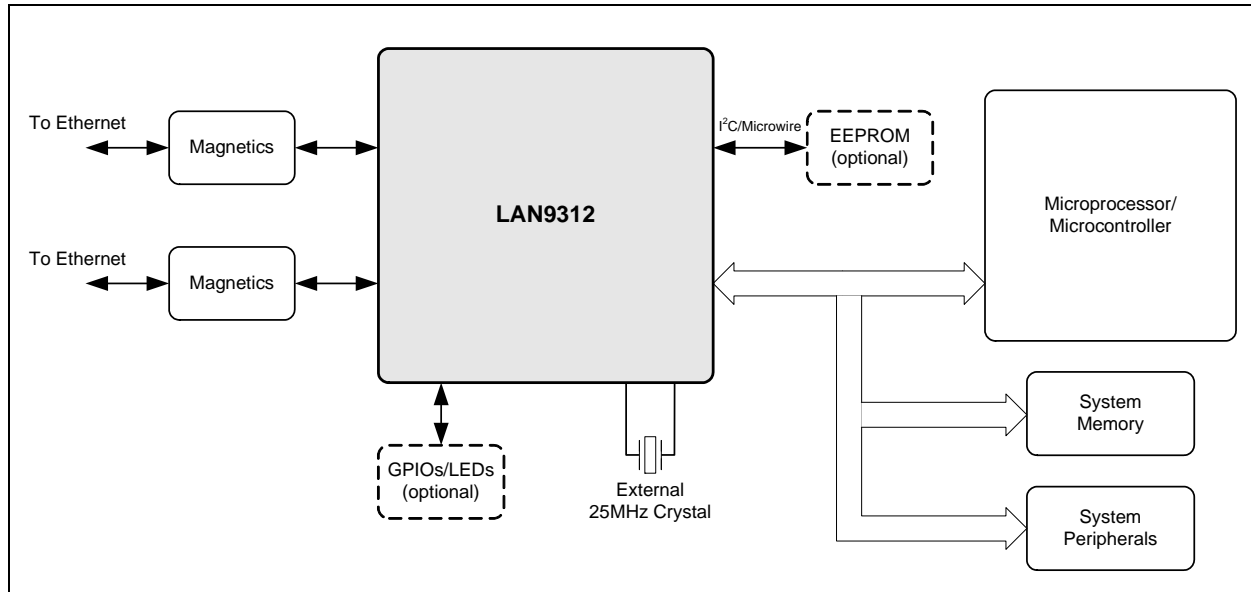 To Ethernet
Magnetics
To Ethernet
Magnetics
LAN9312
I²C/Microwire
EEPROM
(optional)
Microprocessor/
Microcontroller
System
Memory
System
Peripherals
GPIOs/LEDs
(optional)
External
25MHz Crystal